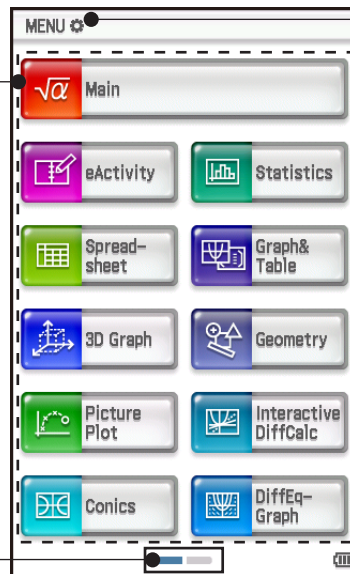 MENU
√α Main
eActivity
Statistics
Spread-
sheet
Graph&
Table
3D Graph
Geometry
Picture
Plot
Interactive
DiffCalc
Conics
DiffEq-
Graph